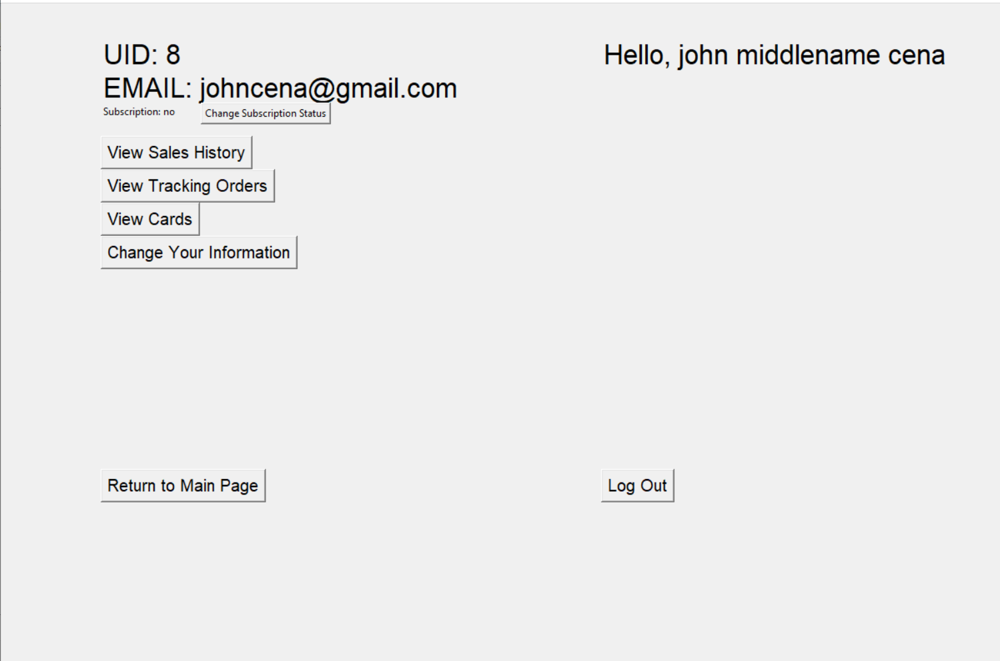 UID: 8
Hello, john middlename cena
EMAIL: johncena@gmail.com
Subscription: no
Change Subscription Status
View Sales History
View Tracking Orders
View Cards
Change Your Information
Return to Main Page
Log Out